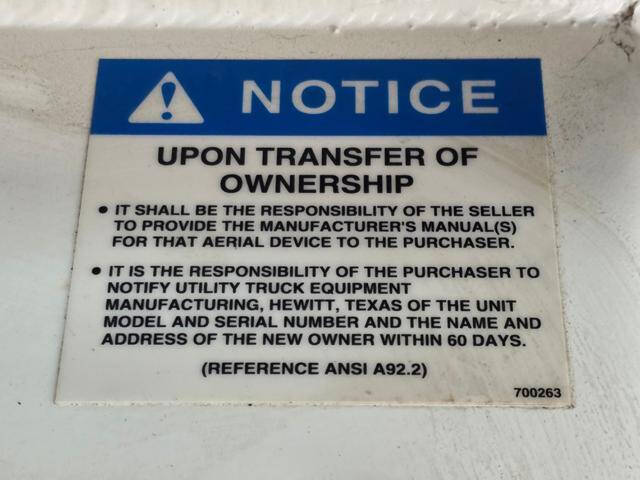 NOTICE
UPON TRANSFER OF
OWNERSHIP
• IT SHALL BE THE RESPONSIBILITY OF THE SELLER
TO PROVIDE THE MANUFACTURER'S MANUAL(S)
FOR THAT AERIAL DEVICE TO THE PURCHASER.
• IT IS THE RESPONSIBILITY OF THE PURCHASER TO
NOTIFY UTILITY TRUCK EQUIPMENT
MANUFACTURING, HEWITT, TEXAS OF THE UNIT
MODEL AND SERIAL NUMBER AND THE NAME AND
ADDRESS OF THE NEW OWNER WITHIN 60 DAYS.
(REFERENCE ANSI A92.2)
700263